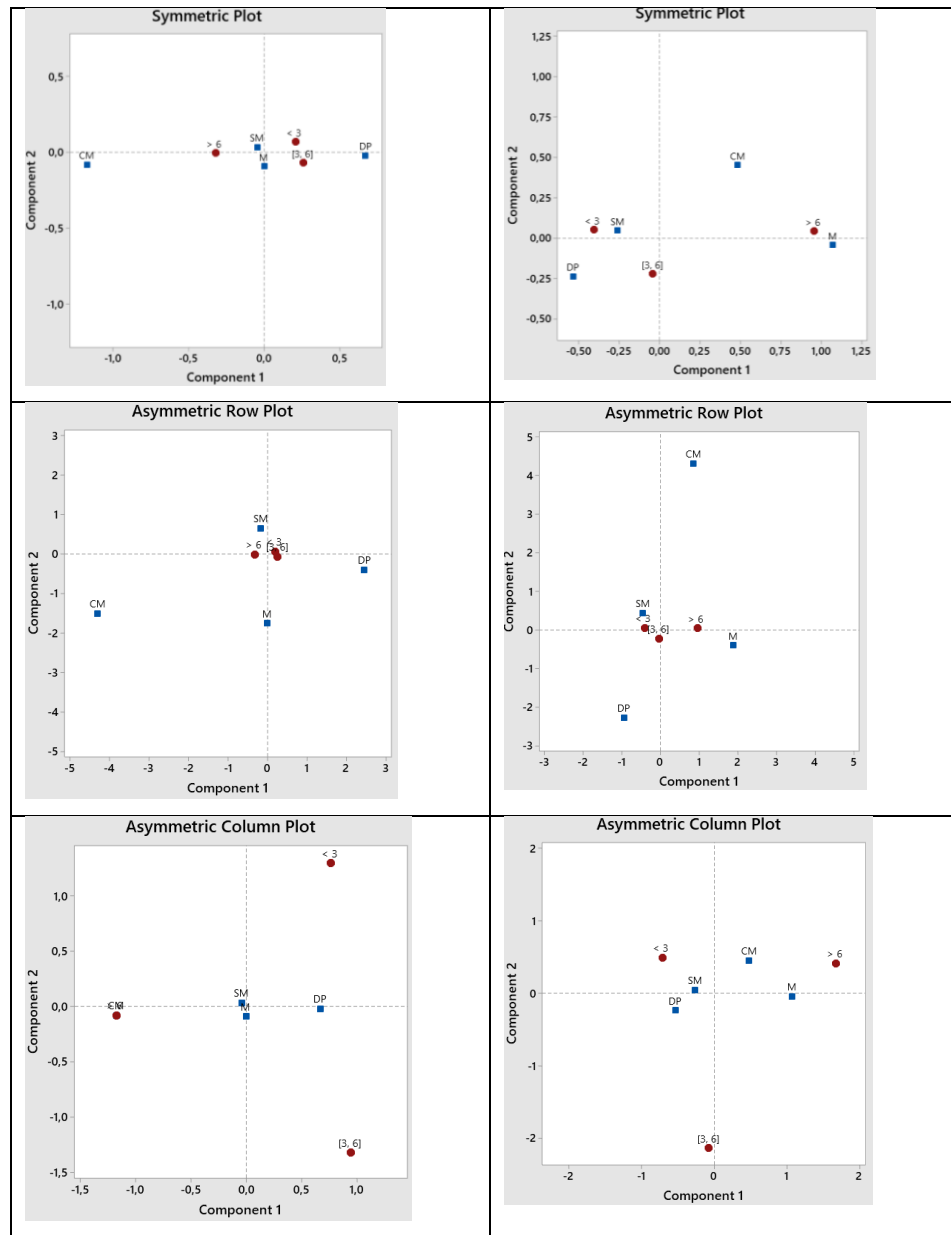 Symmetric Plot
0,5
0,0
-0,5
-1,0
Component 2
CM
> 6
SM
M
< 3
[3, 6]
DP
-1,0 -0,5 0,0 0,5
Component 1
Symmetric Plot
1,25
1,00
0,75
0,50
0,25
0,00
-0,25
-0,50
Component 2
CM
< 3
SM
> 6
M
DP
[3, 6]
-0,50 -0,25 0,00 0,25 0,50 0,75 1,00 1,25
Component 1
Asymmetric Row Plot
3
2
1
0
-1
-2
-3
-4
-5
Component 2
SM
> 6
< 3
[3, 6]
DP
CM
M
-5 -4 -3 -2 -1 0 1 2 3
Component 1
Asymmetric Row Plot
5
4
3
2
1
0
-1
-2
-3
Component 2
CM
SM
< 3
[3, 6]
> 6
M
DP
-3 -2 -1 0 1 2 3 4 5
Component 1
Asymmetric Column Plot
1,0
0,5
0,0
-0,5
-1,0
-1,5
Component 2
< 3
CM
SM
M
DP
[3, 6]
-1,5 -1,0 -0,5 0,0 0,5 1,0
Component 1
Asymmetric Column Plot
2
1
0
-1
-2
Component 2
< 3
CM
> 6
SM
M
DP
[3, 6]
-2 -1 0 1 2
Component 1